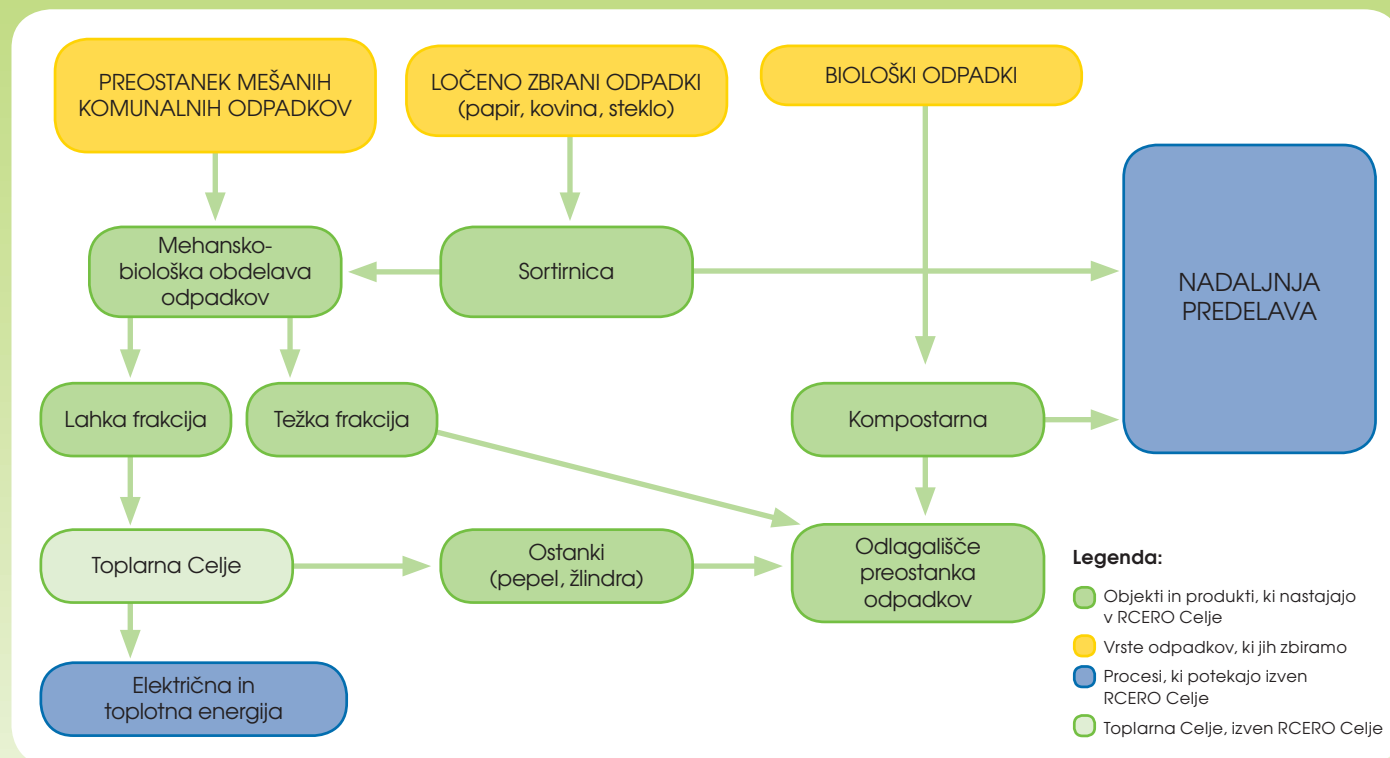 PREOSTANEK MEŠANIH
KOMUNALNIH ODPADKOV
LOČENO ZBRANI ODPADKI
(papir, kovina, steklo)
BIOLOŠKI ODPADKI
Mehansko-
biološka obdelava
odpadkov
Sortirnica
NADALJNJA
PREDELAVA
Lahka frakcija
Težka frakcija
Kompostarna
Toplarna Celje
Ostanki
(pepel, žlindra)
Odlagališče
preostanka
odpadkov
Eléktrična in
toplotna energija
Legenda:
Objekti in produkti, ki nastajajo
v RCERO Celje
Vrste odpadkov, ki jih zbiramo
Procesi, ki potekajo izven
RCERO Celje
Toplarna Celje, izven RCERO Celje